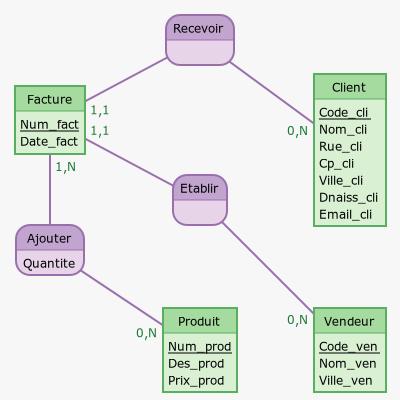 Recevoir
Facture
Num_fact
Date_fact
1,1
1,1
1,N
Client
Code_cli
Nom_cli
Rue_cli
Cp_cli
Ville_cli
Dnaiss_cli
Email_cli
0,N
Etablir
Ajouter
Quantite
Produit
Num_prod
Des_prod
Prix_prod
0,N
Vendeur
Code_ven
Nom_ven
Ville_ven
0,N